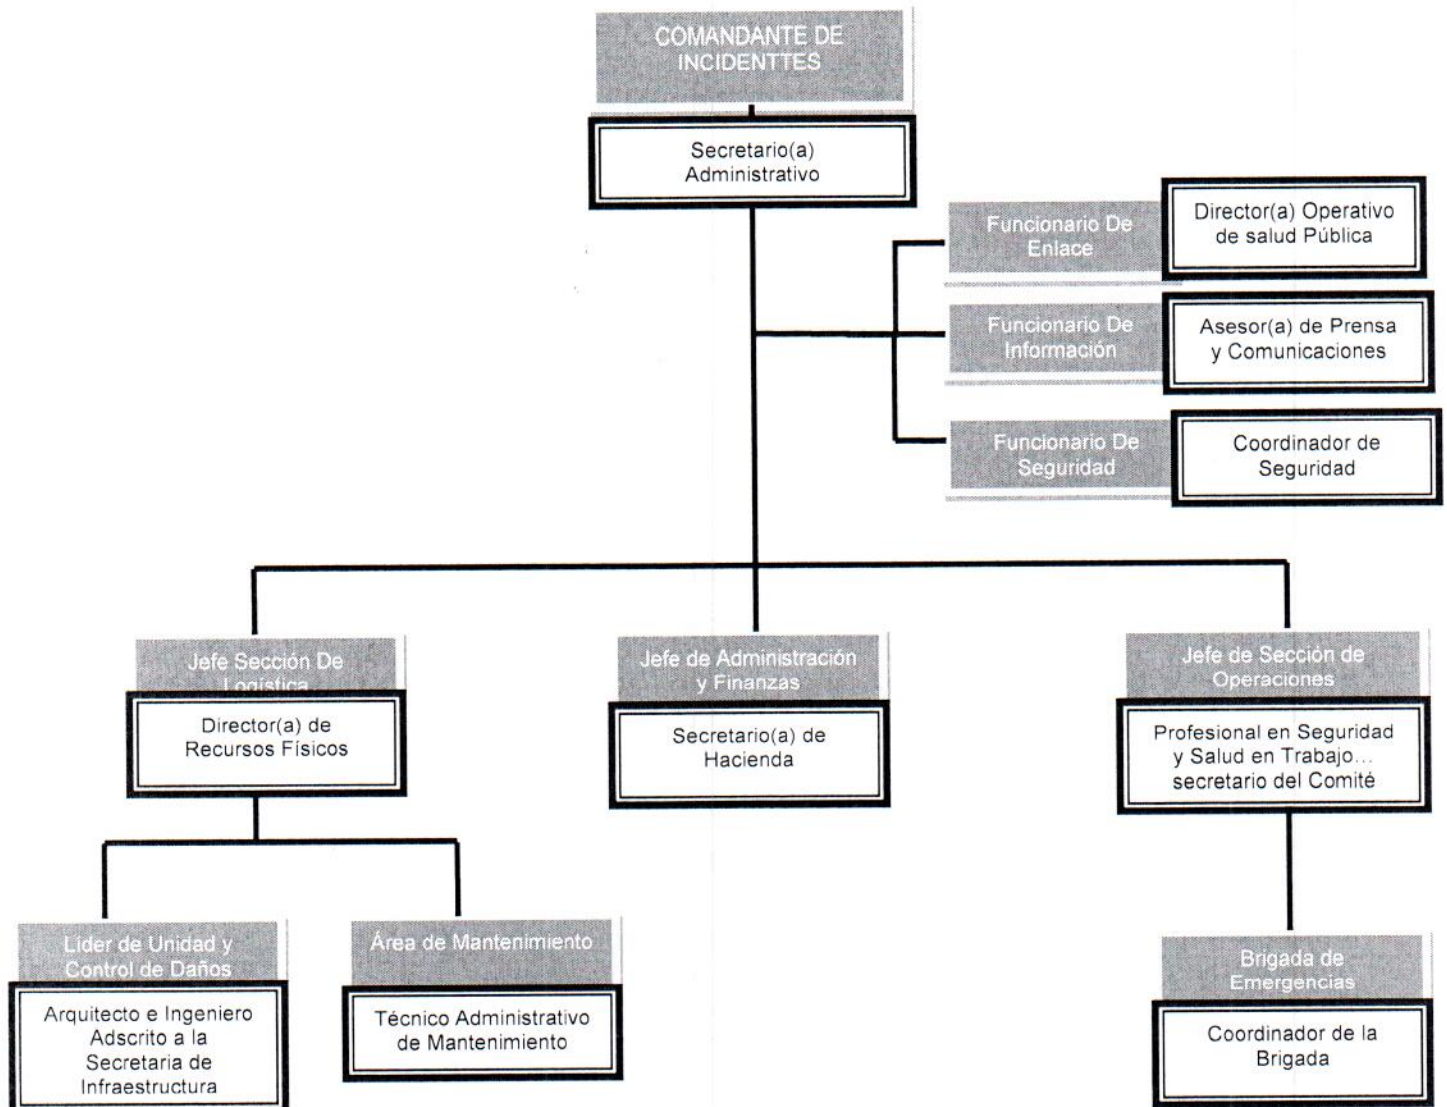 COMANDANTE DE
INCIDENTTES
Secretario(a)
Administrativo
Funcionario De
Enlace
Director(a) Operativo
de salud Pública
Funcionario De
Información
Asesor(a) de Prensa
y Comunicaciones
Funcionario De
Seguridad
Coordinador de
Seguridad
Jefe Sección De
Logística
Director(a) de
Recursos Físicos
Jefe de Administración
y Finanzas
Secretario(a) de
Hacienda
Jefe de Sección de
Operaciones
Profesional en Seguridad
y Salud en Trabajo...
secretario del Comité
Líder de Unidad y
Control de Daños
Arquitecto e Ingeniero
Adscrito a la
Secretaria de
Infraestructura
Área de Mantenimiento
Técnico Administrativo
de Mantenimiento
Brigada de
Emergencias
Coordinador de la
Brigada